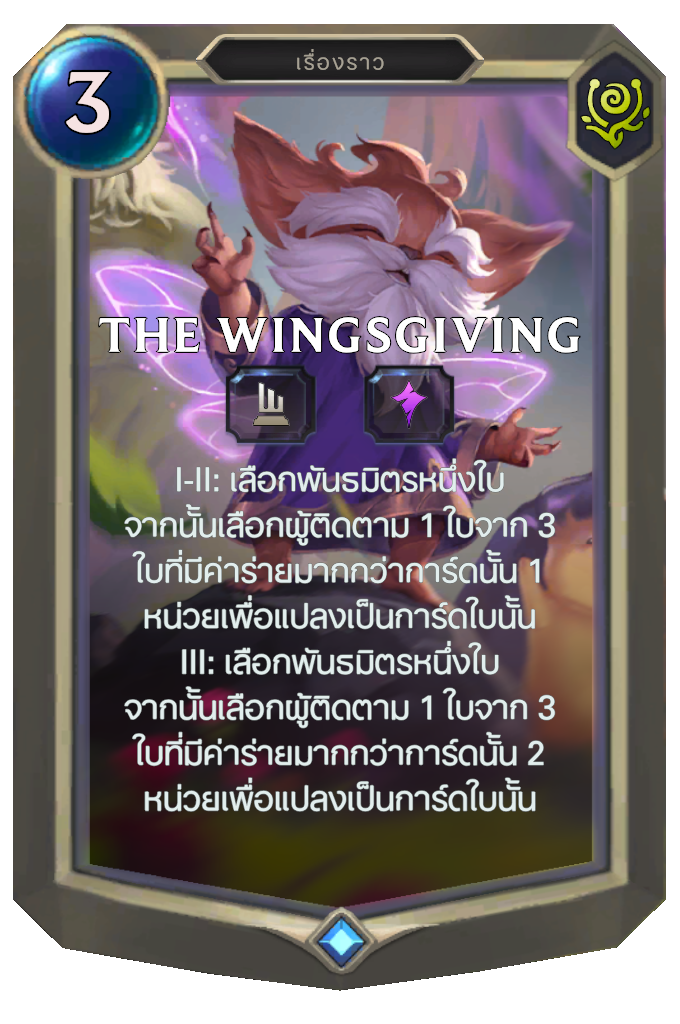 เรื่องราว
3
THE WINGSGIVING
I-II: เลือกพันธมิตรหนึ่งใบ
จากนั้นเลือกผู้ติดตาม 1 ใบจาก 3
ใบที่มีค่าร่ายมากกว่าการ์ดนั้น 1
หน่วยเพื่อแปลงเป็นการ์ดใบนั้น
III: เลือกพันธมิตรหนึ่งใบ
จากนั้นเลือกผู้ติดตาม 1 ใบจาก 3
ใบที่มีค่าร่ายมากกว่าการ์ดนั้น 2
หน่วยเพื่อแปลงเป็นการ์ดใบนั้น